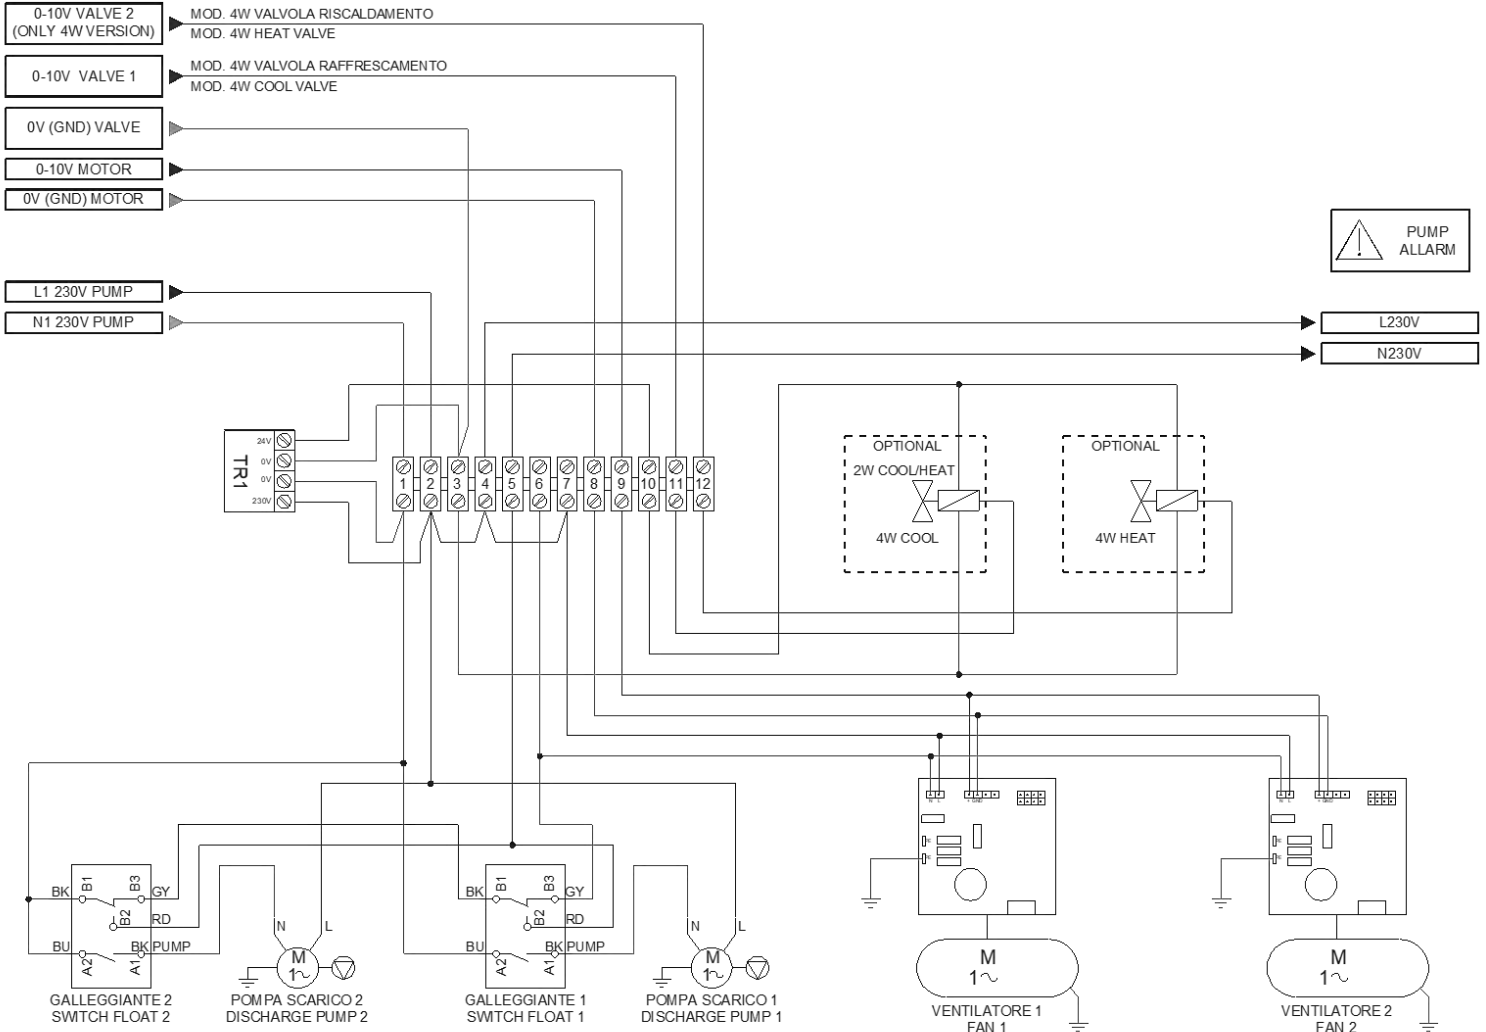 0-10V VALVE 2
(ONLY 4W VERSION)
MOD. 4W VALVOLA RISCALDAMENTO
MOD. 4W HEAT VALVE
0-10V VALVE 1
MOD. 4W VALVOLA RAFFRESCAMENTO
MOD. 4W COOL VALVE
0V (GND) VALVE
0-10V MOTOR
0V (GND) MOTOR
PUMP
ALLARM
!
L1 230V PUMP
N1 230V PUMP
L230V
N230V
TR1
24V
0V
0V
230V
1 2 3 4 5 6 7 8 9 10 11 12
OPTIONAL
2W COOL/HEAT
4W COOL
OPTIONAL
4W HEAT
BK B1 B3 GY
B2 RD
BU A2 BK PUMP A1
GALLEGGIANTE 2
SWITCH FLOAT 2
N L
M
1~
POMPA SCARICO 2
DISCHARGE PUMP 2
BK B1 B3 GY
B2 RD
BU A2 BK PUMP A1
GALLEGGIANTE 1
SWITCH FLOAT 1
N L
M
1~
POMPA SCARICO 1
DISCHARGE PUMP 1
N L + GND
M
1~
VENTILATORE 1
FAN 1
N L + GND
M
1~
VENTILATORE 2
FAN 2